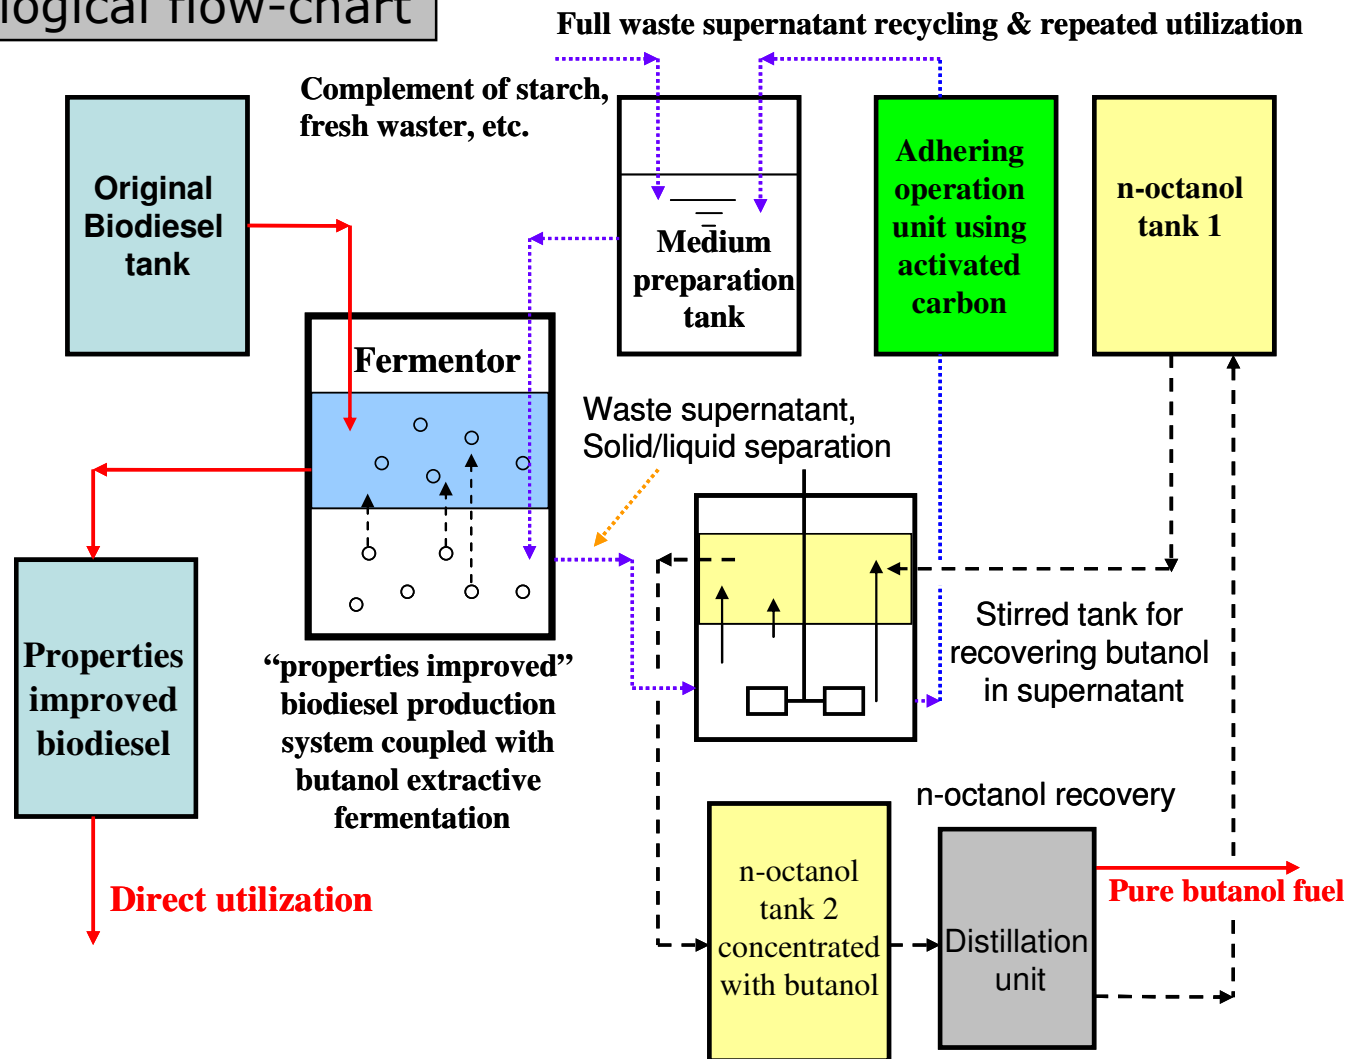 logical flow-chart
Full waste supernatant recycling & repeated utilization
Complement of starch,
fresh waster, etc.
Original
Biodiesel
tank
Medium
preparation
tank
Adhering
operation
unit using
activated
carbon
n-octanol
tank 1
Fermentor
Waste supernatant,
Solid/liquid separation
Properties
improved
biodiesel
“properties improved”
biodiesel production
system coupled with
butanol extractive
fermentation
Stirred tank for
recovering butanol
in supernatant
n-octanol recovery
n-octanol
tank 2
concentrated
with butanol
Distillation
unit
Pure butanol fuel
Direct utilization